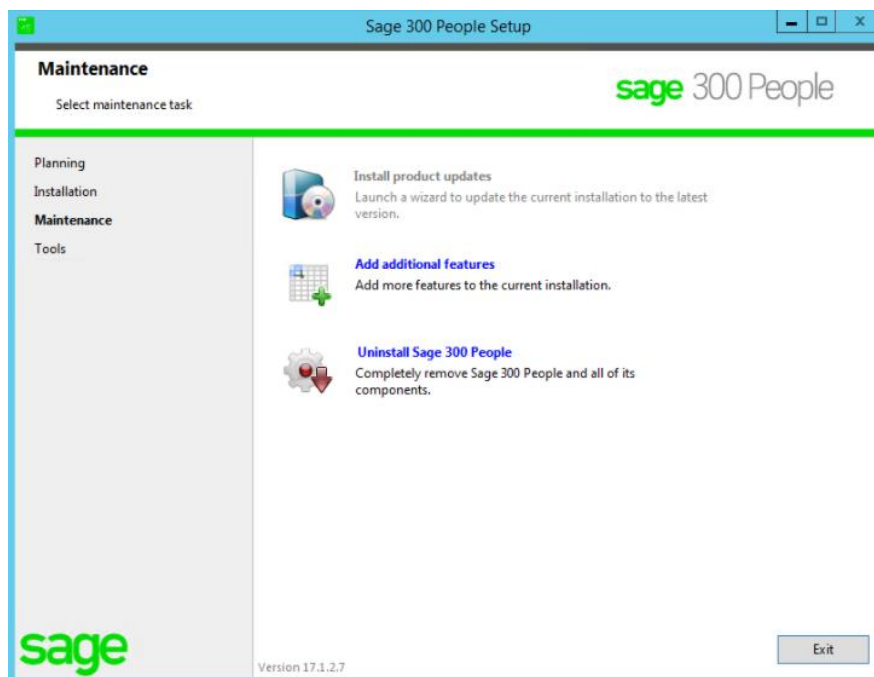 Sage 300 People Setup
Maintenance
Select maintenance task
sage 300 People
Planning
Installation
Maintenance
Tools
Install product updates
Launch a wizard to update the current installation to the latest
version.
Add additional features
Add more features to the current installation.
Uninstall Sage 300 People
Completely remove Sage 300 People and all of its
components.
sage
Version 17.1.2.7
Exit